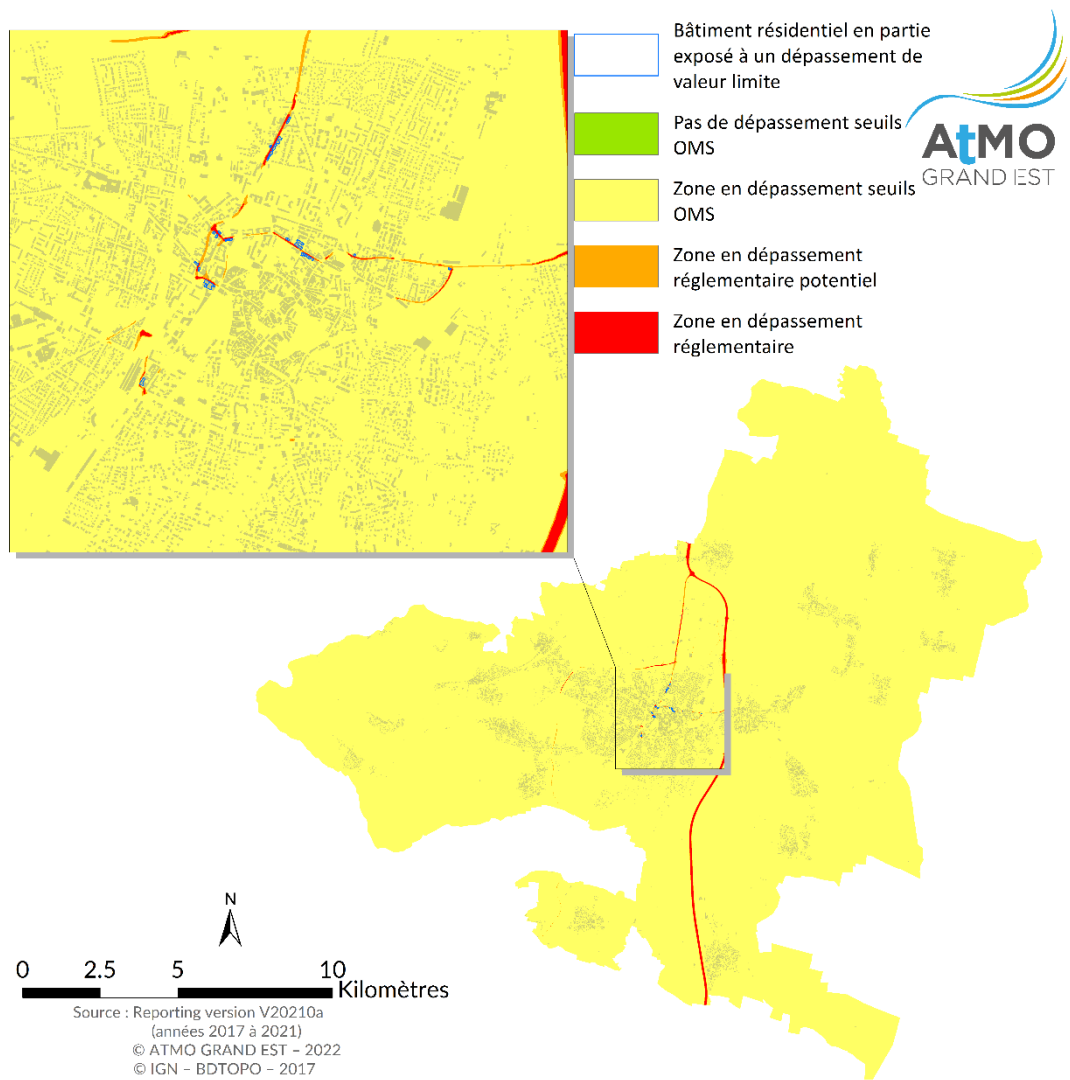 Bâtiment résidentiel en partie
exposé à un dépassement de
valeur limite
Pas de dépassement seuils
OMS
Zone en dépassement seuils
OMS
Zone en dépassement
réglementaire potentiel
Zone en dépassement
réglementaire
AtMO
GRAND EST
N
0 2.5 5 10
Kilomètres
Source : Reporting version V20210a
(années 2017 à 2021)
© ATMO GRAND EST – 2022
© IGN – BDTOPO – 2017